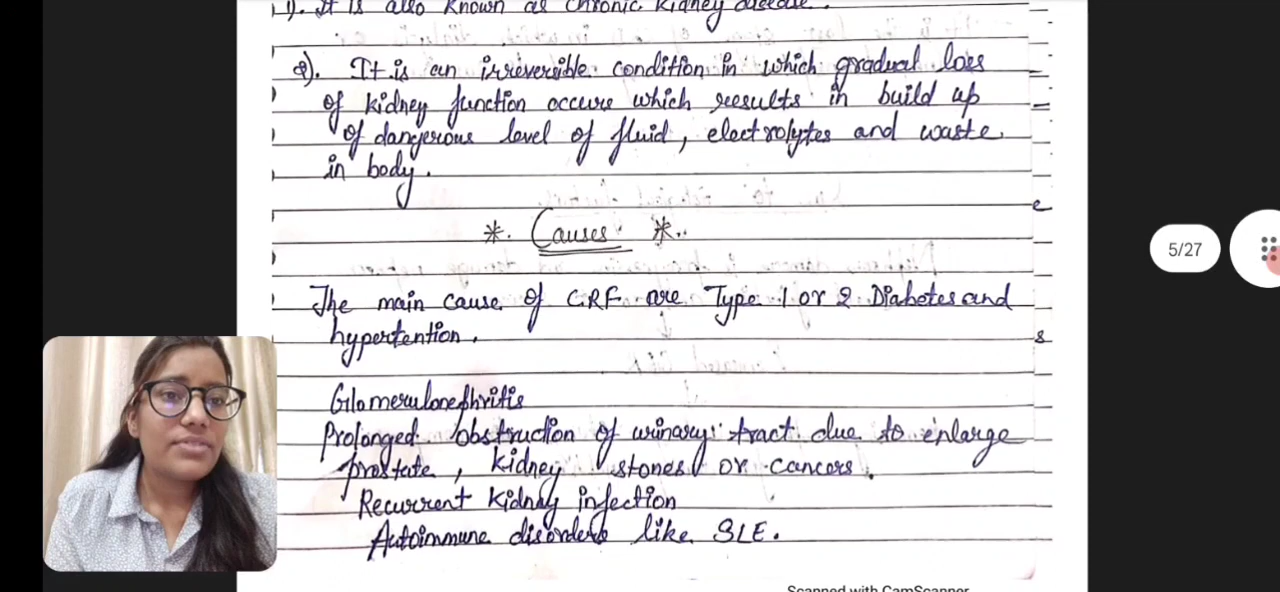 1). It is also known as Chronic Kidney disease.
2). It is an irreversible condition in which gradual loss
of kidney function occurs which results in build up
of dangerous level of fluid, electrolytes and waste
in body.
*. Causes *..
The main cause of CRF are Type 1 or 2 Diabetes and
hypertention.
Glomerulonephritis
Prolonged obstruction of urinary tract due to enlarge
prostate, kidney stones or cancers.
Recurrent kidney infection
Autoimmune disorders like SLE.
Scanned with CamScanner
5/27
e
s